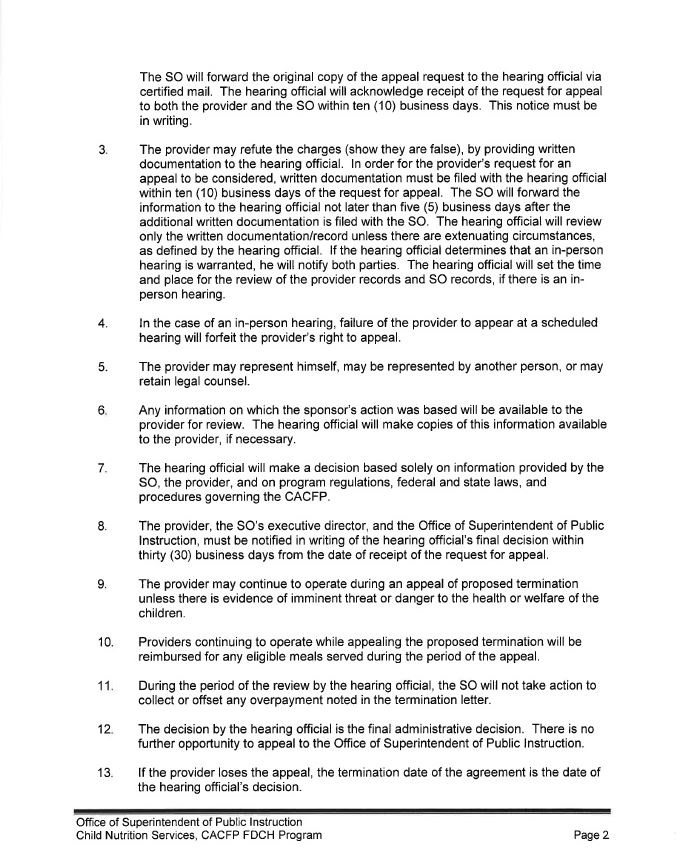 The SO will forward the original copy of the appeal request to the hearing official via
certified mail. The hearing official will acknowledge receipt of the request for appeal
to both the provider and the SO within ten (10) business days. This notice must be
in writing.
3. The provider may refute the charges (show they are false), by providing written
documentation to the hearing official. In order for the provider's request for an
appeal to be considered, written documentation must be filed with the hearing official
within ten (10) business days of the request for appeal. The SO will forward the
information to the hearing official not later than five (5) business days after the
additional written documentation is filed with the SO. The hearing official will review
only the written documentation/record unless there are extenuating circumstances,
as defined by the hearing official. If the hearing official determines that an in-person
hearing is warranted, he will notify both parties. The hearing official will set the time
and place for the review of the provider records and SO records, if there is an in-
person hearing.
4. In the case of an in-person hearing, failure of the provider to appear at a scheduled
hearing will forfeit the provider's right to appeal.
5. The provider may represent himself, may be represented by another person, or may
retain legal counsel.
6. Any information on which the sponsor's action was based will be available to the
provider for review. The hearing official will make copies of this information available
to the provider, if necessary.
7. The hearing official will make a decision based solely on information provided by the
SO, the provider, and on program regulations, federal and state laws, and
procedures governing the CACFP.
8. The provider, the SO's executive director, and the Office of Superintendent of Public
Instruction, must be notified in writing of the hearing official's final decision within
thirty (30) business days from the date of receipt of the request for appeal.
9. The provider may continue to operate during an appeal of proposed termination
unless there is evidence of imminent threat or danger to the health or welfare of the
children.
10. Providers continuing to operate while appealing the proposed termination will be
reimbursed for any eligible meals served during the period of the appeal.
11. During the period of the review by the hearing official, the SO will not take action to
collect or offset any overpayment noted in the termination letter.
12. The decision by the hearing official is the final administrative decision. There is no
further opportunity to appeal to the Office of Superintendent of Public Instruction.
13. If the provider loses the appeal, the termination date of the agreement is the date of
the hearing official's decision.
Office of Superintendent of Public Instruction
Child Nutrition Services, CACFP FDCH Program Page 2